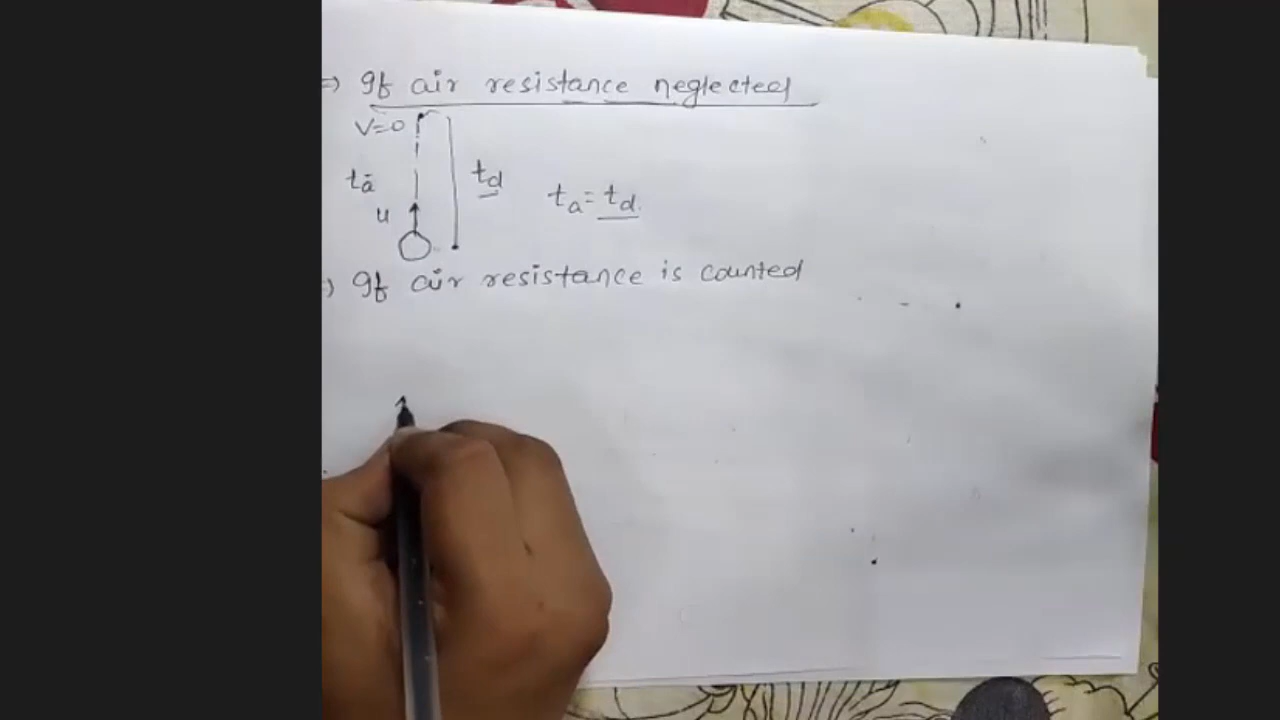 ⇒ If air resistance neglected
V=0
ta
td
u
ta = td.
⇒ If air resistance is counted